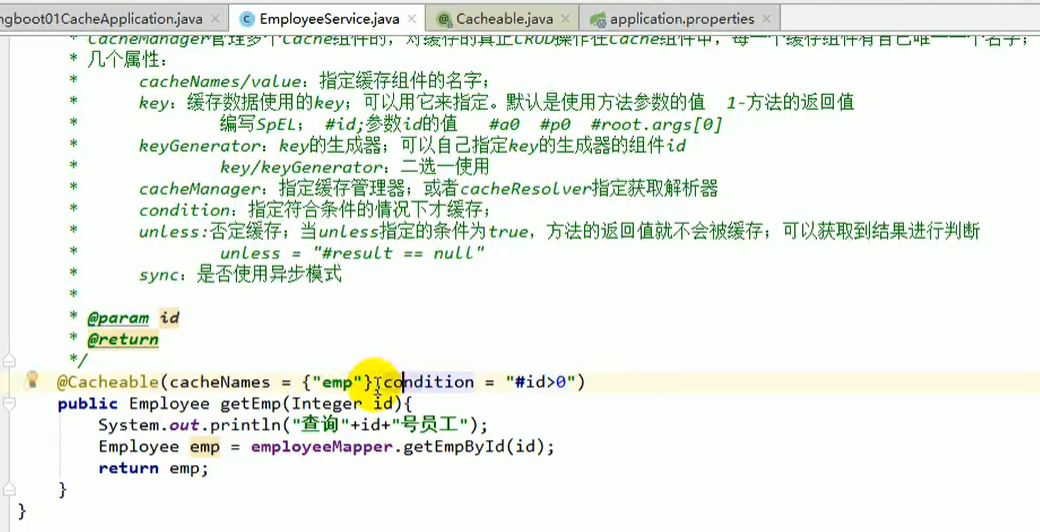 ngboot01CacheApplication.java EmployeeService.java Cacheable.java application.properties
* CacheManager管理多个Cache组件的，对缓存的真正CRUD操作在Cache组件中，每一个缓存组件有自己唯一一个名字；
* 几个属性：
* cacheNames/value：指定缓存组件的名字；
* key：缓存数据使用的key；可以用它来指定。默认是使用方法参数的值 1-方法的返回值
* 编写SpEL； #id;参数id的值 #a0 #p0 #root.args[0]
* keyGenerator：key的生成器；可以自己指定key的生成器的组件id
* key/keyGenerator：二选一使用
* cacheManager：指定缓存管理器；或者cacheResolver指定获取解析器
* condition：指定符合条件的情况下才缓存；
* unless:否定缓存；当unless指定的条件为true，方法的返回值就不会被缓存；可以获取到结果进行判断
* unless = "#result == null"
* sync：是否使用异步模式
*
* @param id
* @return
*/
@Cacheable(cacheNames = {"emp"},condition = "#id>0")
public Employee getEmp(Integer id){
System.out.println("查询"+id+"号员工");
Employee emp = employeeMapper.getEmpById(id);
return emp;
}
}